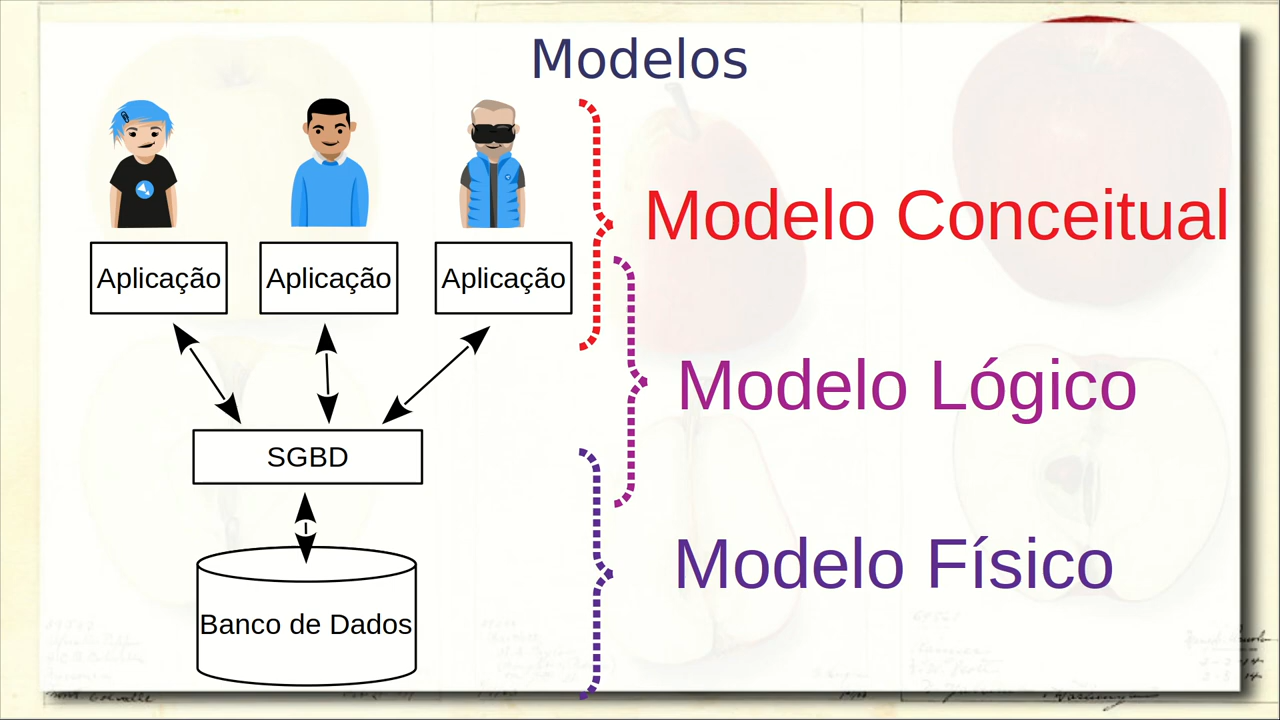 Modelos
Aplicação
Aplicação
Aplicação
SGBD
Banco de Dados
Modelo Conceitual
Modelo Lógico
Modelo Físico